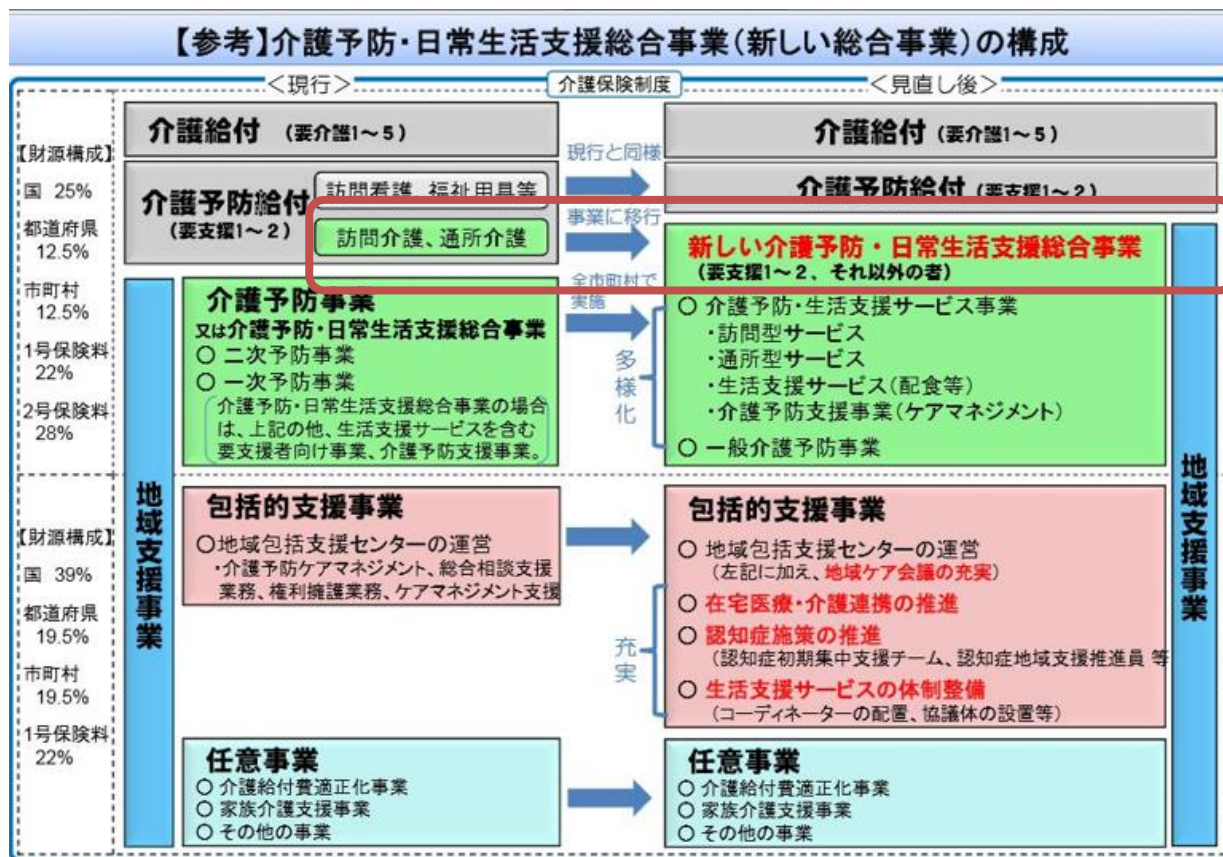 【参考】介護予防・日常生活支援総合事業(新しい総合事業)の構成
<現行>
介護保険制度
<見直し後>
【財源構成】
国 25%
都道府県
12.5%
市町村
12.5%
1号保険料
22%
2号保険料
28%
【財源構成】
国 39%
都道府県
19.5%
市町村
19.5%
1号保険料
22%
介護給付 (要介護1~5)
介護予防給付
(要支援1~2)
訪問看護、福祉用具等
訪問介護、通所介護
地域支援事業
介護予防事業
又は介護予防・日常生活支援総合事業
○ 二次予防事業
○ 一次予防事業
介護予防・日常生活支援総合事業の場合
は、上記の他、生活支援サービスを含む
要支援者向け事業、介護予防支援事業。
包括的支援事業
○地域包括支援センターの運営
・介護予防ケアマネジメント、総合相談支援
業務、権利擁護業務、ケアマネジメント支援
任意事業
○ 介護給付費適正化事業
○ 家族介護支援事業
○ その他の事業
現行と同様
事業に移行
全市町村で
実施
多様化
充実
介護給付 (要介護1~5)
介護予防給付 (要支援1~2)
新しい介護予防・日常生活支援総合事業
(要支援1~2、それ以外の者)
○ 介護予防・生活支援サービス事業
・訪問型サービス
・通所型サービス
・生活支援サービス(配食等)
・介護予防支援事業(ケアマネジメント)
○ 一般介護予防事業
包括的支援事業
○ 地域包括支援センターの運営
(左記に加え、地域ケア会議の充実)
○ 在宅医療・介護連携の推進
○ 認知症施策の推進
(認知症初期集中支援チーム、認知症地域支援推進員 等
○ 生活支援サービスの体制整備
(コーディネーターの配置、協議体の設置等)
任意事業
○ 介護給付費適正化事業
○ 家族介護支援事業
○ その他の事業
地域支援事業